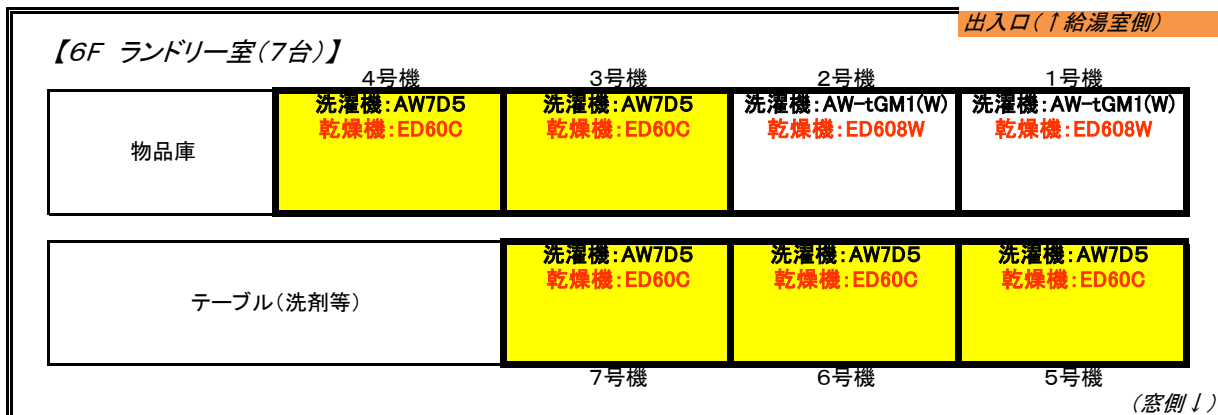 出入口(↑給湯室側)
【6F ランドリー室(7台)】
4号機 3号機 2号機 1号機
洗濯機:AW7D5 洗濯機:AW7D5 洗濯機:AW-tGM1(W) 洗濯機:AW-tGM1(W)
乾燥機:ED60C 乾燥機:ED60C 乾燥機:ED608W 乾燥機:ED608W
物品庫
洗濯機:AW7D5 洗濯機:AW7D5 洗濯機:AW7D5
乾燥機:ED60C 乾燥機:ED60C 乾燥機:ED60C
テーブル(洗剤等)
7号機 6号機 5号機
(窓側↓)